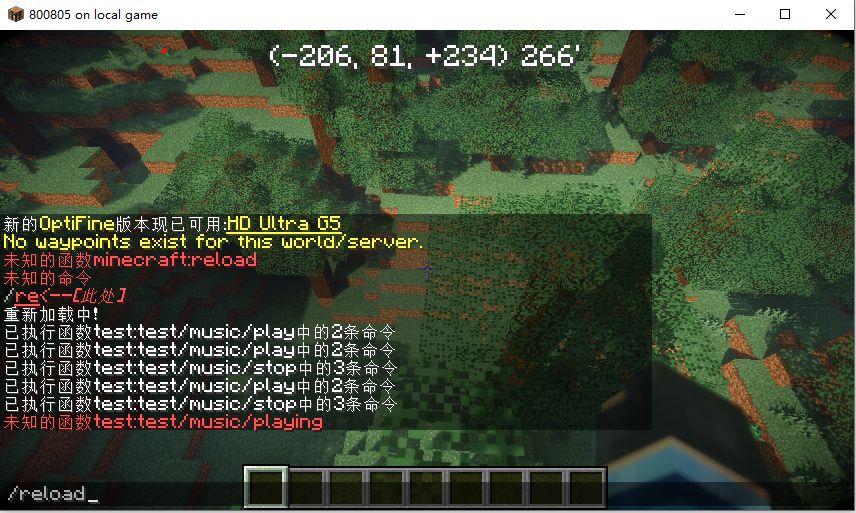 800805 on local game
(-206, 81, +234) 266'
新的OptiFine版本现已可用:HD Ultra G5
No waypoints exist for this world/server.
未知的函数minecraft:reload
未知的命令
/re<--[此处]
重新加载中!
已执行函数test:test/music/play中的2条命令
已执行函数test:test/music/play中的2条命令
已执行函数test:test/music/stop中的3条命令
已执行函数test:test/music/play中的2条命令
已执行函数test:test/music/stop中的3条命令
未知的函数test:test/music/playing
/reload_